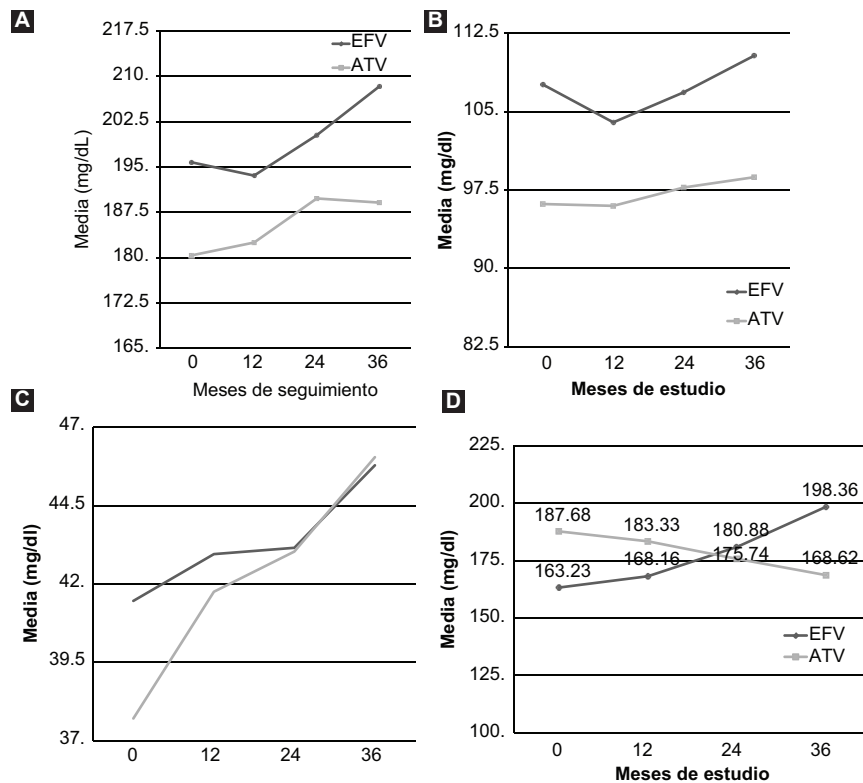 A
217.5
210.
202.5
195.
187.5
180.
172.5
165.
Media (mg/dL)
EFV
ATV
0 12 24 36
Meses de seguimiento
B
112.5
105.
97.5
90.
82.5
Media (mg/dl)
EFV
ATV
0 12 24 36
Meses de estudio
C
47.
44.5
42.
39.5
37.
Media (mg/dl)
0 12 24 36
D
225.
200.
175.
150.
125.
100.
Media (mg/dl)
187.68 183.33 175.74 168.62
163.23 168.16 180.88 198.36
EFV
ATV
0 12 24 36
Meses de estudio